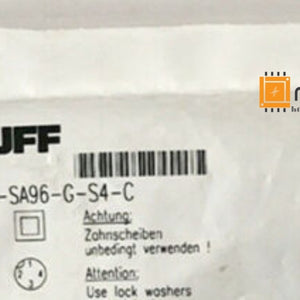 UFF
-SA96-G-S4-C
Achtung:
Zahnscheiben
unbedingt verwenden !
Attention:
Use lock washers